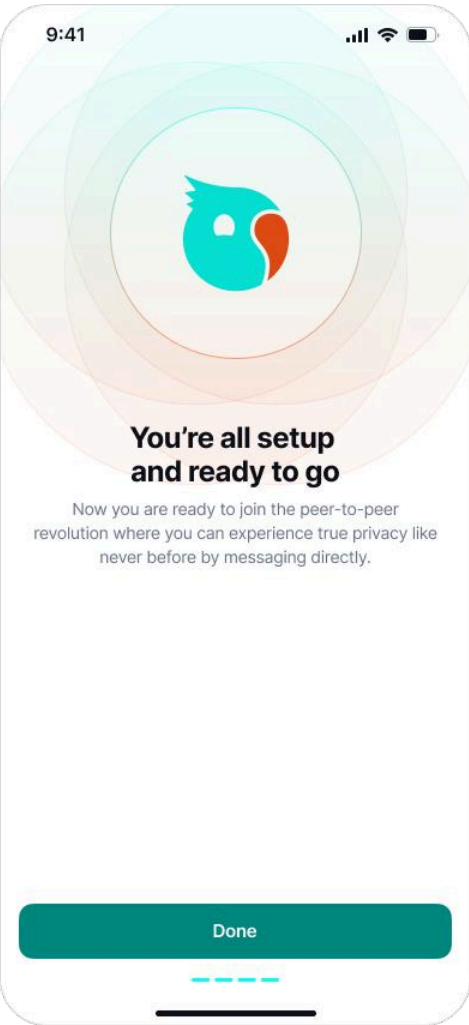 9:41
You’re all setup
and ready to go
Now you are ready to join the peer-to-peer
revolution where you can experience true privacy like
never before by messaging directly.
Done